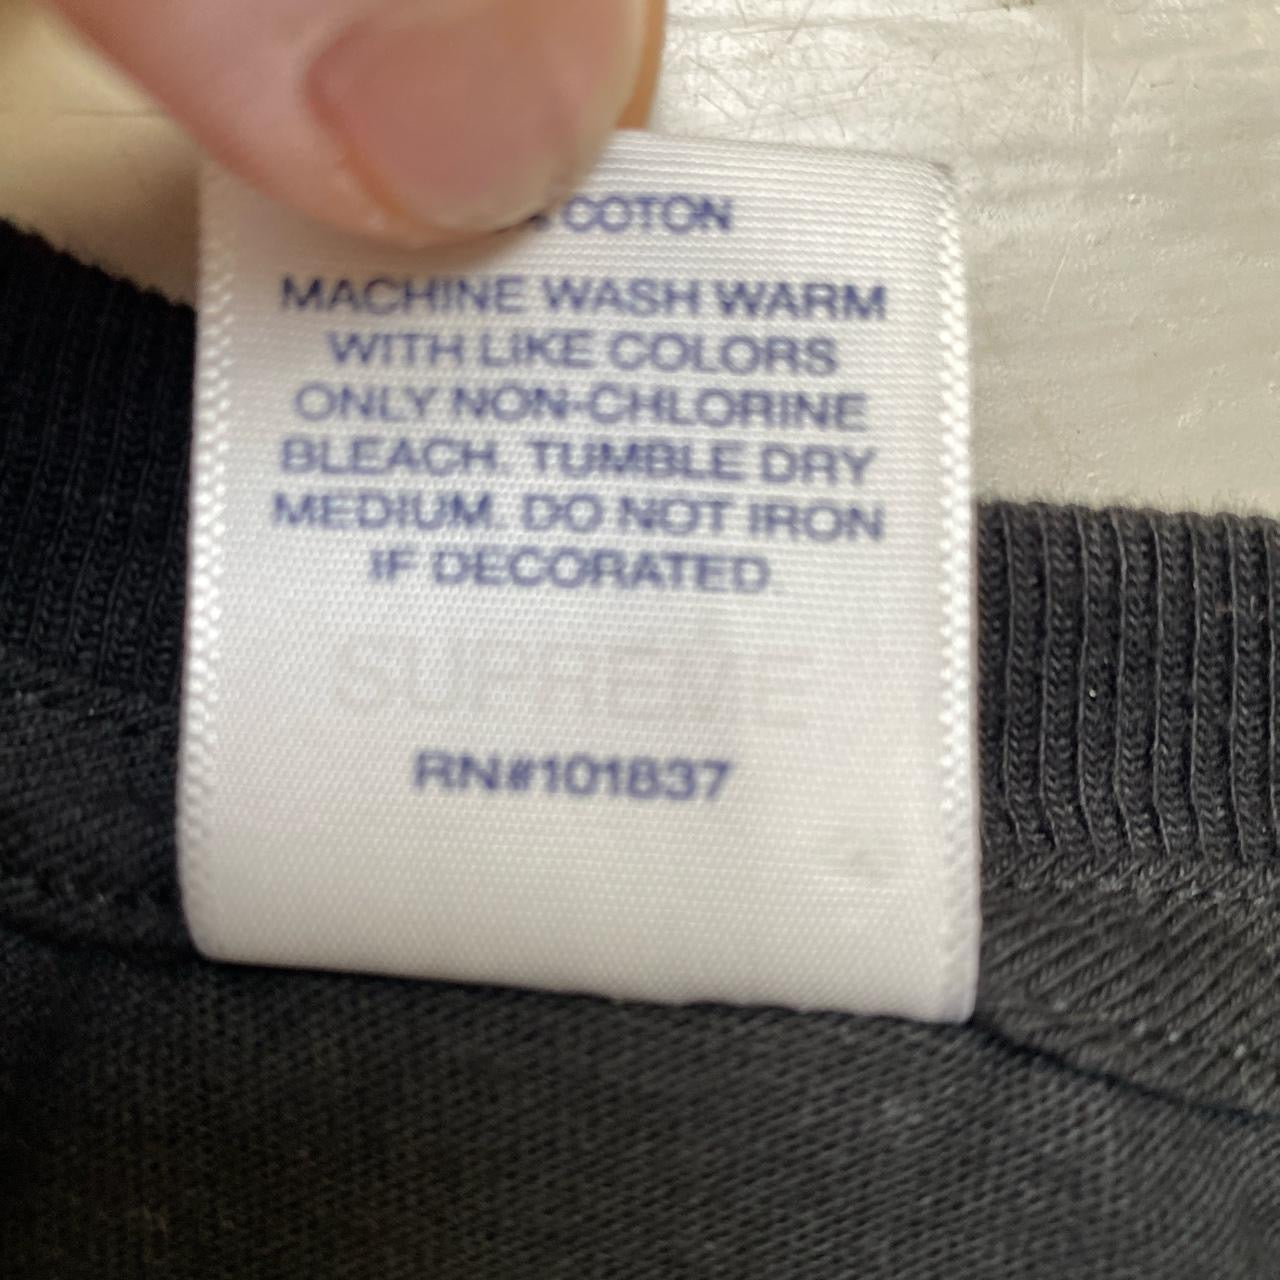 COTON
MACHINE WASH WARM
WITH LIKE COLORS
ONLY NON-CHLORINE
BLEACH. TUMBLE DRY
MEDIUM. DO NOT IRON
IF DECORATED.
SUPREME
RN#101837